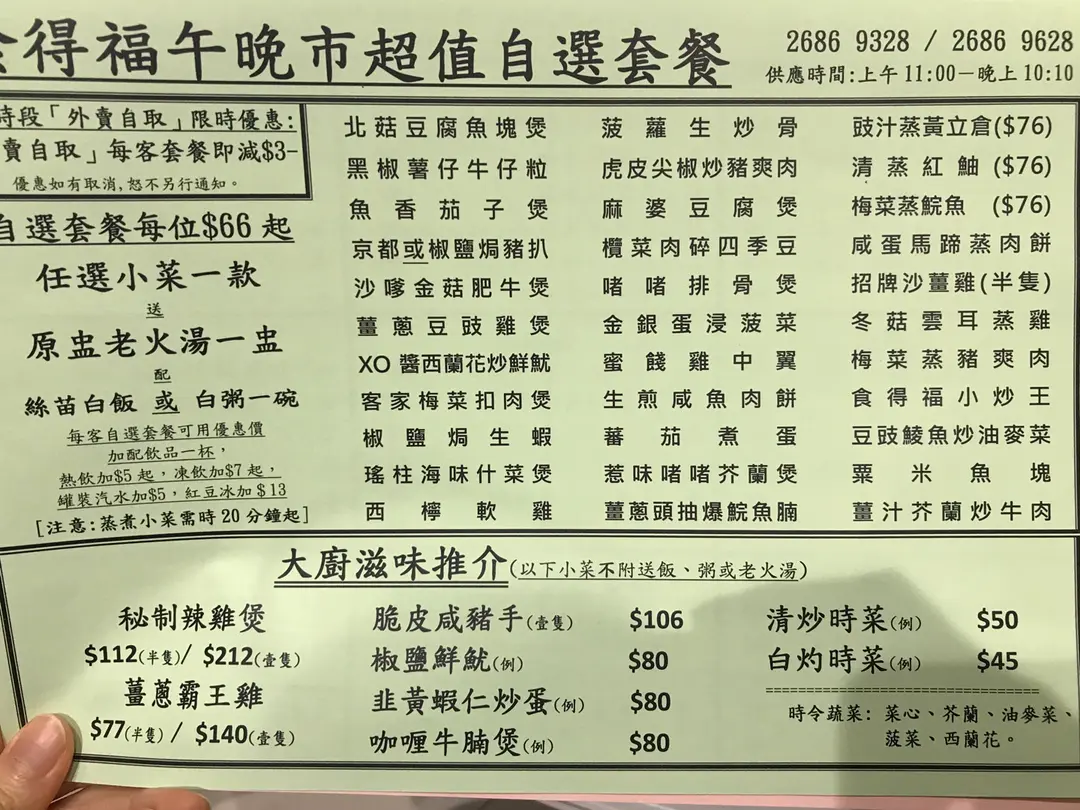 得福午晚市超值自選套餐
2686 9328 / 2686 9628
供應時間:上午11:00－晚上10:10
時段「外賣自取」限時優惠:
賣自取」每客套餐即減$3-
優惠如有取消,恕不另行通知。
自選套餐每位$66起
任選小菜一款
送
原盅老火湯一盅
配
絲苗白飯 或 白粥一碗
每客自選套餐可用優惠價
加配飲品一杯，
熱飲加$5起，凍飲加$7起，
罐裝汽水加$5，紅豆冰加$13
[注意:蒸煮小菜需時20分鐘起]
北菇豆腐魚塊煲
黑椒薯仔牛仔粒
魚香茄子煲
京都或椒鹽焗豬扒
沙嗲金菇肥牛煲
薑蔥豆豉雞煲
XO醬西蘭花炒鮮魷
客家梅菜扣肉煲
椒鹽焗生蝦
瑤柱海味什菜煲
西檸軟雞
菠蘿生炒骨
虎皮尖椒炒豬爽肉
麻婆豆腐煲
欖菜肉碎四季豆
啫啫排骨煲
金銀蛋浸菠菜
蜜餞雞中翼
生煎咸魚肉餅
蕃茄煮蛋
惹味啫啫芥蘭煲
薑蔥頭抽爆鯇魚腩
豉汁蒸黃立倉($76)
清蒸紅鮋($76)
梅菜蒸鯇魚 ($76)
咸蛋馬蹄蒸肉餅
招牌沙薑雞(半隻)
冬菇雲耳蒸雞
梅菜蒸豬爽肉
食得福小炒王
豆豉鯪魚炒油麥菜
粟米魚塊
薑汁芥蘭炒牛肉
大廚滋味推介(以下小菜不附送飯、粥或老火湯)
秘制辣雞煲
$112(半隻)/ $212(壹隻)
薑蔥霸王雞
$77(半隻) / $140(壹隻)
脆皮咸豬手(壹隻) $106
椒鹽鮮魷(例) $80
韭黃蝦仁炒蛋(例) $80
咖喱牛腩煲(例) $80
清炒時菜(例) $50
白灼時菜(例) $45
時令蔬菜: 菜心、芥蘭、油麥菜、
菠菜、西蘭花。